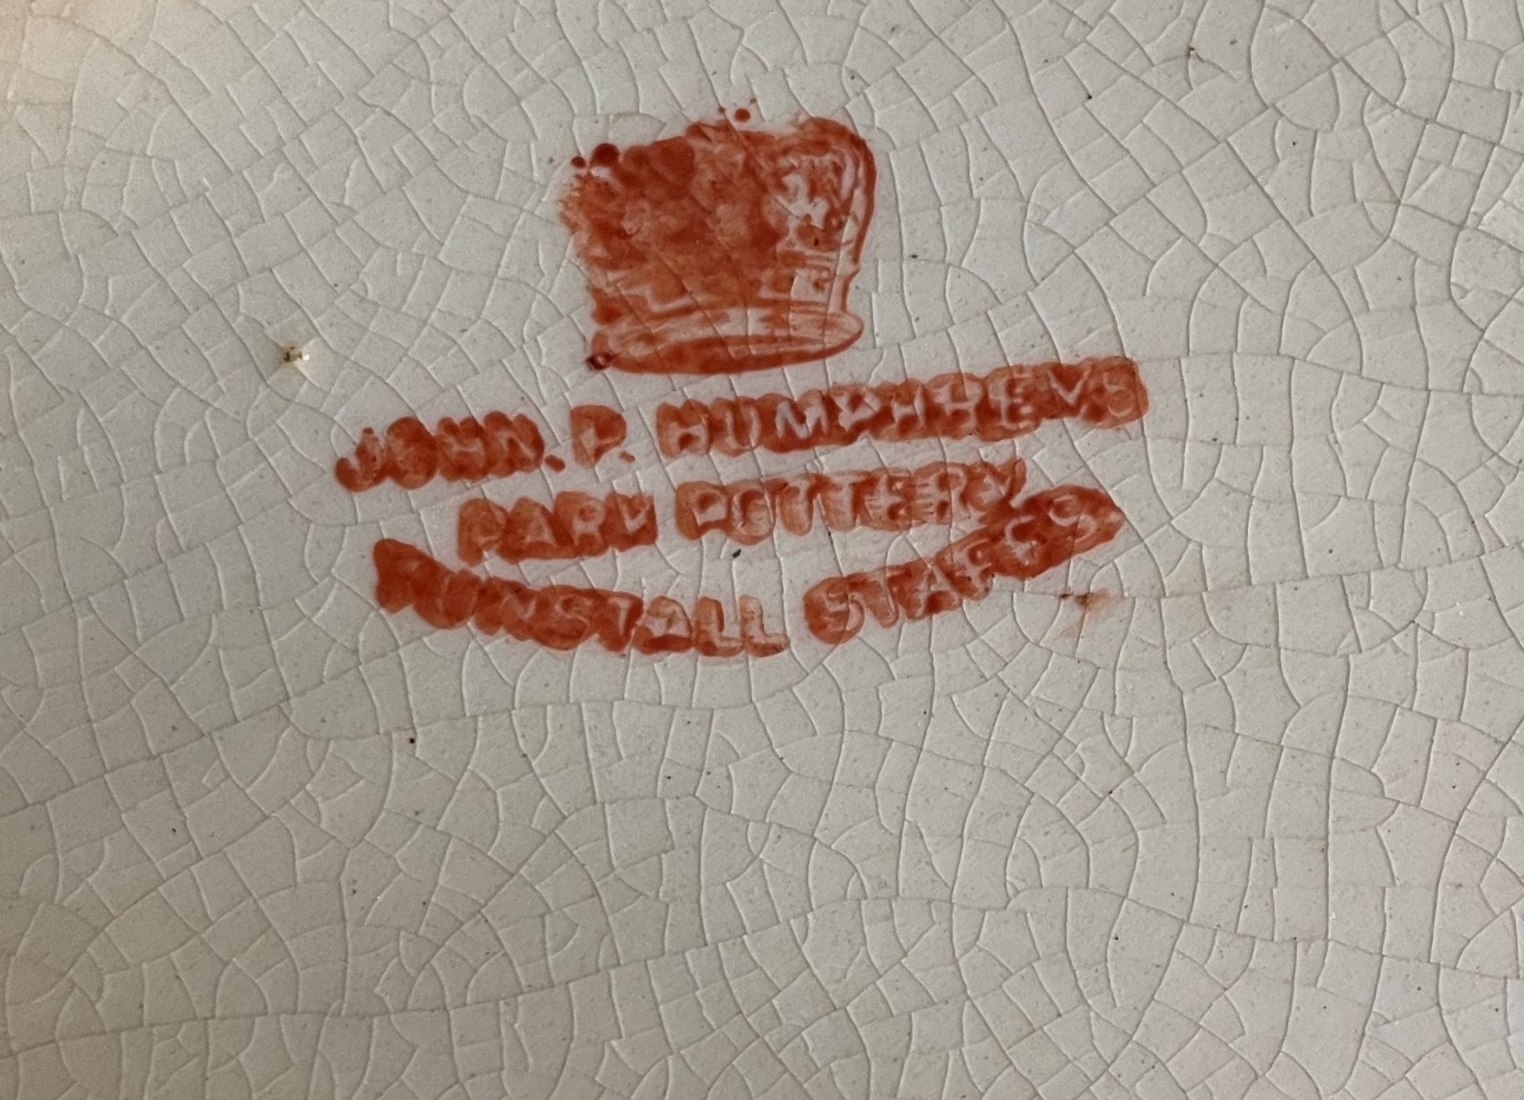 JOHN. P. HUMPHREYS
PARK POTTERY
TUNSTALL STAFFS